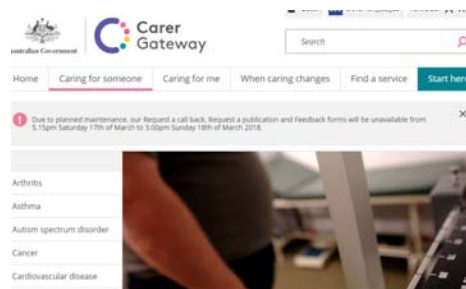 Australian Government
Carer
Gateway
Search
Home Caring for someone Caring for me When caring changes Find a service Start here
Due to planned maintenance, our Request a call back, Request a publication and Feedback forms will be unavailable from
5.15pm Saturday 17th of March to 3.00pm Sunday 18th of March 2018.
Arthritis
Asthma
Autism spectrum disorder
Cancer
Cardiovascular disease